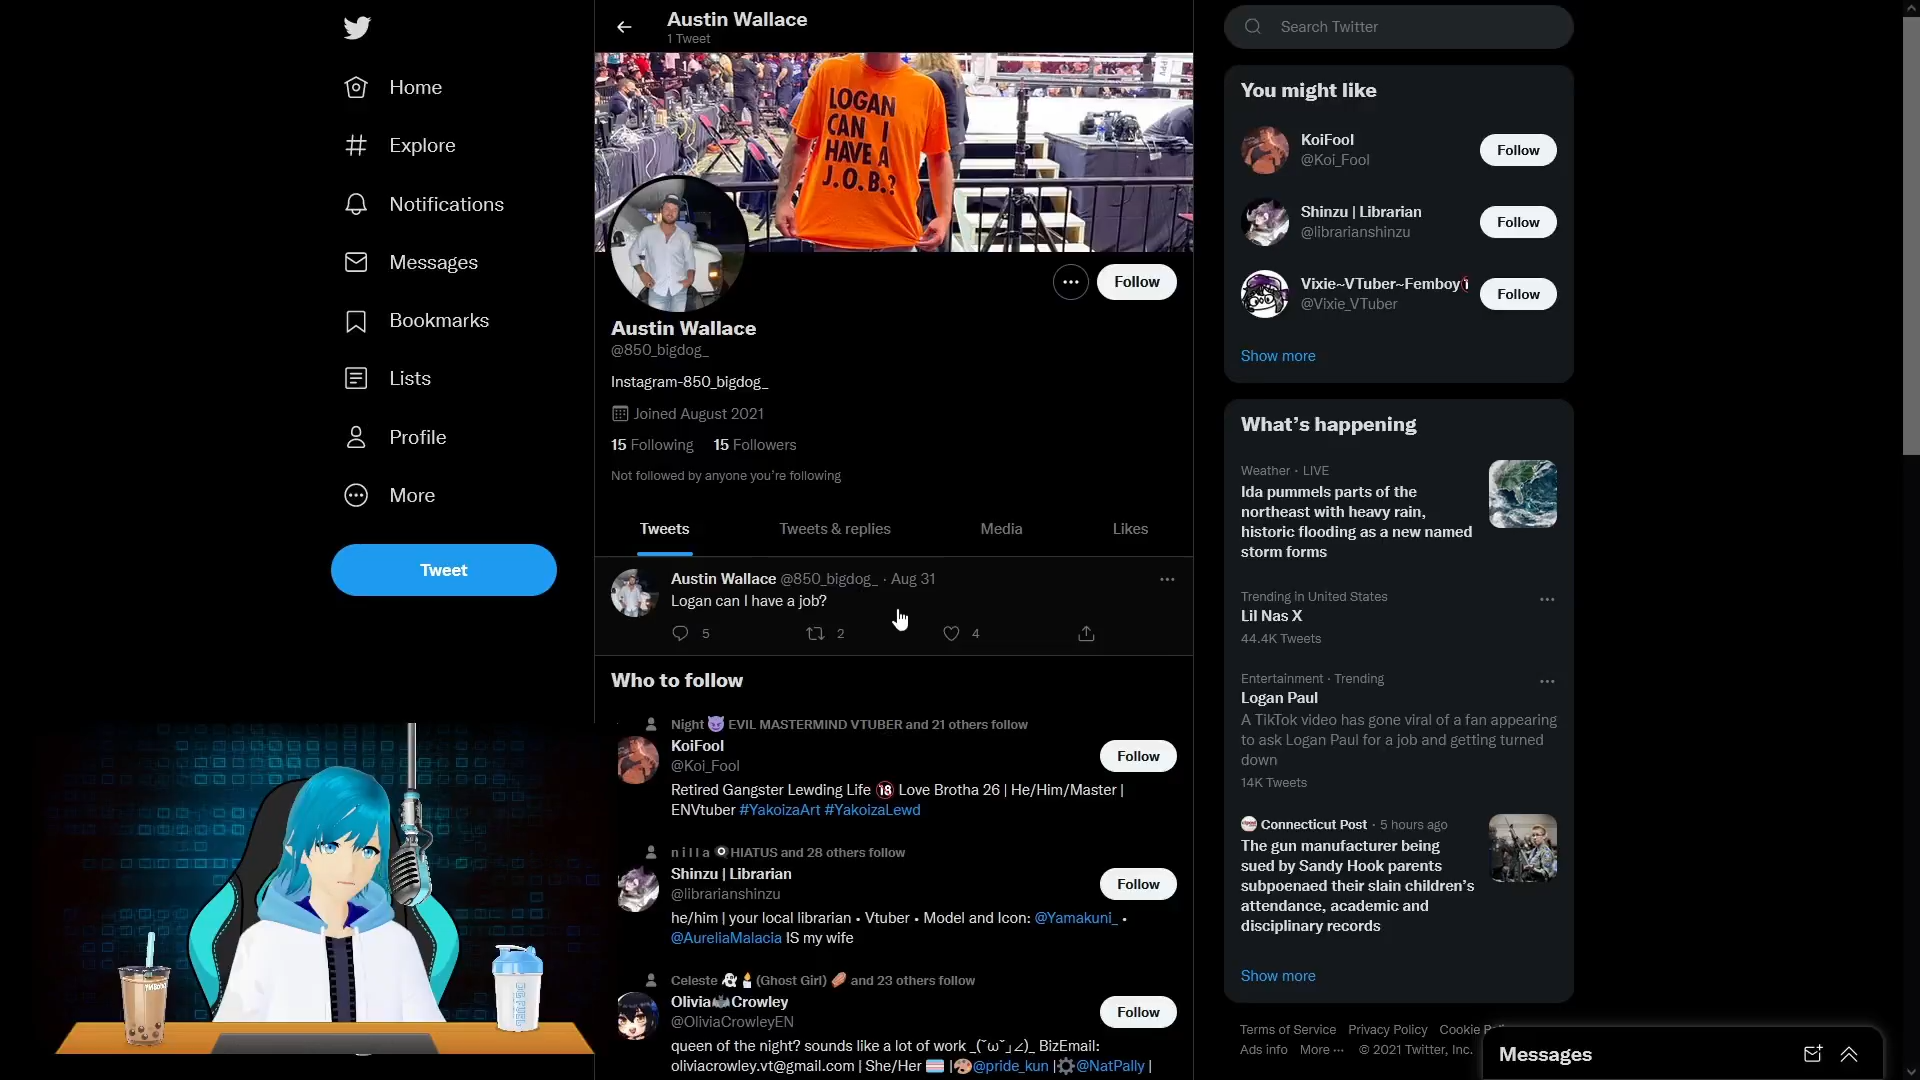 Home
Explore
Notifications
Messages
Bookmarks
Lists
Profile
More
Tweet
Austin Wallace
1 Tweet
LOGAN
CAN I
HAVE A
J.O.B.?
Follow
Austin Wallace
@850_bigdog_
Instagram-850_bigdog_
Joined August 2021
15 Following 15 Followers
Not followed by anyone you're following
Tweets Tweets & replies Media Likes
Austin Wallace @850_bigdog_ · Aug 31
Logan can I have a job?
5 2 4
Who to follow
Night 😈 EVIL MASTERMIND VTUBER and 21 others follow
KoiFool
@Koi_Fool
Follow
Retired Gangster Lewding Life 🔞 Love Brotha 26 | He/Him/Master |
ENVtuber #YakoizaArt #YakoizaLewd
n i l l a HIATUS and 28 others follow
Shinzu | Librarian
@librarianshinzu
Follow
he/him | your local librarian • Vtuber • Model and Icon: @Yamakuni_ •
@AureliaMalacia IS my wife
Celeste 👻🕯️(Ghost Girl) and 23 others follow
Olivia🦇Crowley
@OliviaCrowleyEN
Follow
queen of the night? sounds like a lot of work _(˘ω˘｣∠)_ BizEmail:
oliviacrowley.vt@gmail.com | She/Her 🏳️‍⚧️ |🎨@pride_kun |⚙️@NatPally |
Search Twitter
You might like
KoiFool
@Koi_Fool
Follow
Shinzu | Librarian
@librarianshinzu
Follow
Vixie~VTuber~Femboy
@Vixie_VTuber
Follow
Show more
What's happening
Weather · LIVE
Ida pummels parts of the
northeast with heavy rain,
historic flooding as a new named
storm forms
Trending in United States
Lil Nas X
44.4K Tweets
Entertainment · Trending
Logan Paul
A TikTok video has gone viral of a fan appearing
to ask Logan Paul for a job and getting turned
down
14K Tweets
Connecticut Post · 5 hours ago
The gun manufacturer being
sued by Sandy Hook parents
subpoenaed their slain children's
attendance, academic and
disciplinary records
Show more
Terms of Service Privacy Policy Cookie
Ads info More © 2021 Twitter, Inc.
Messages